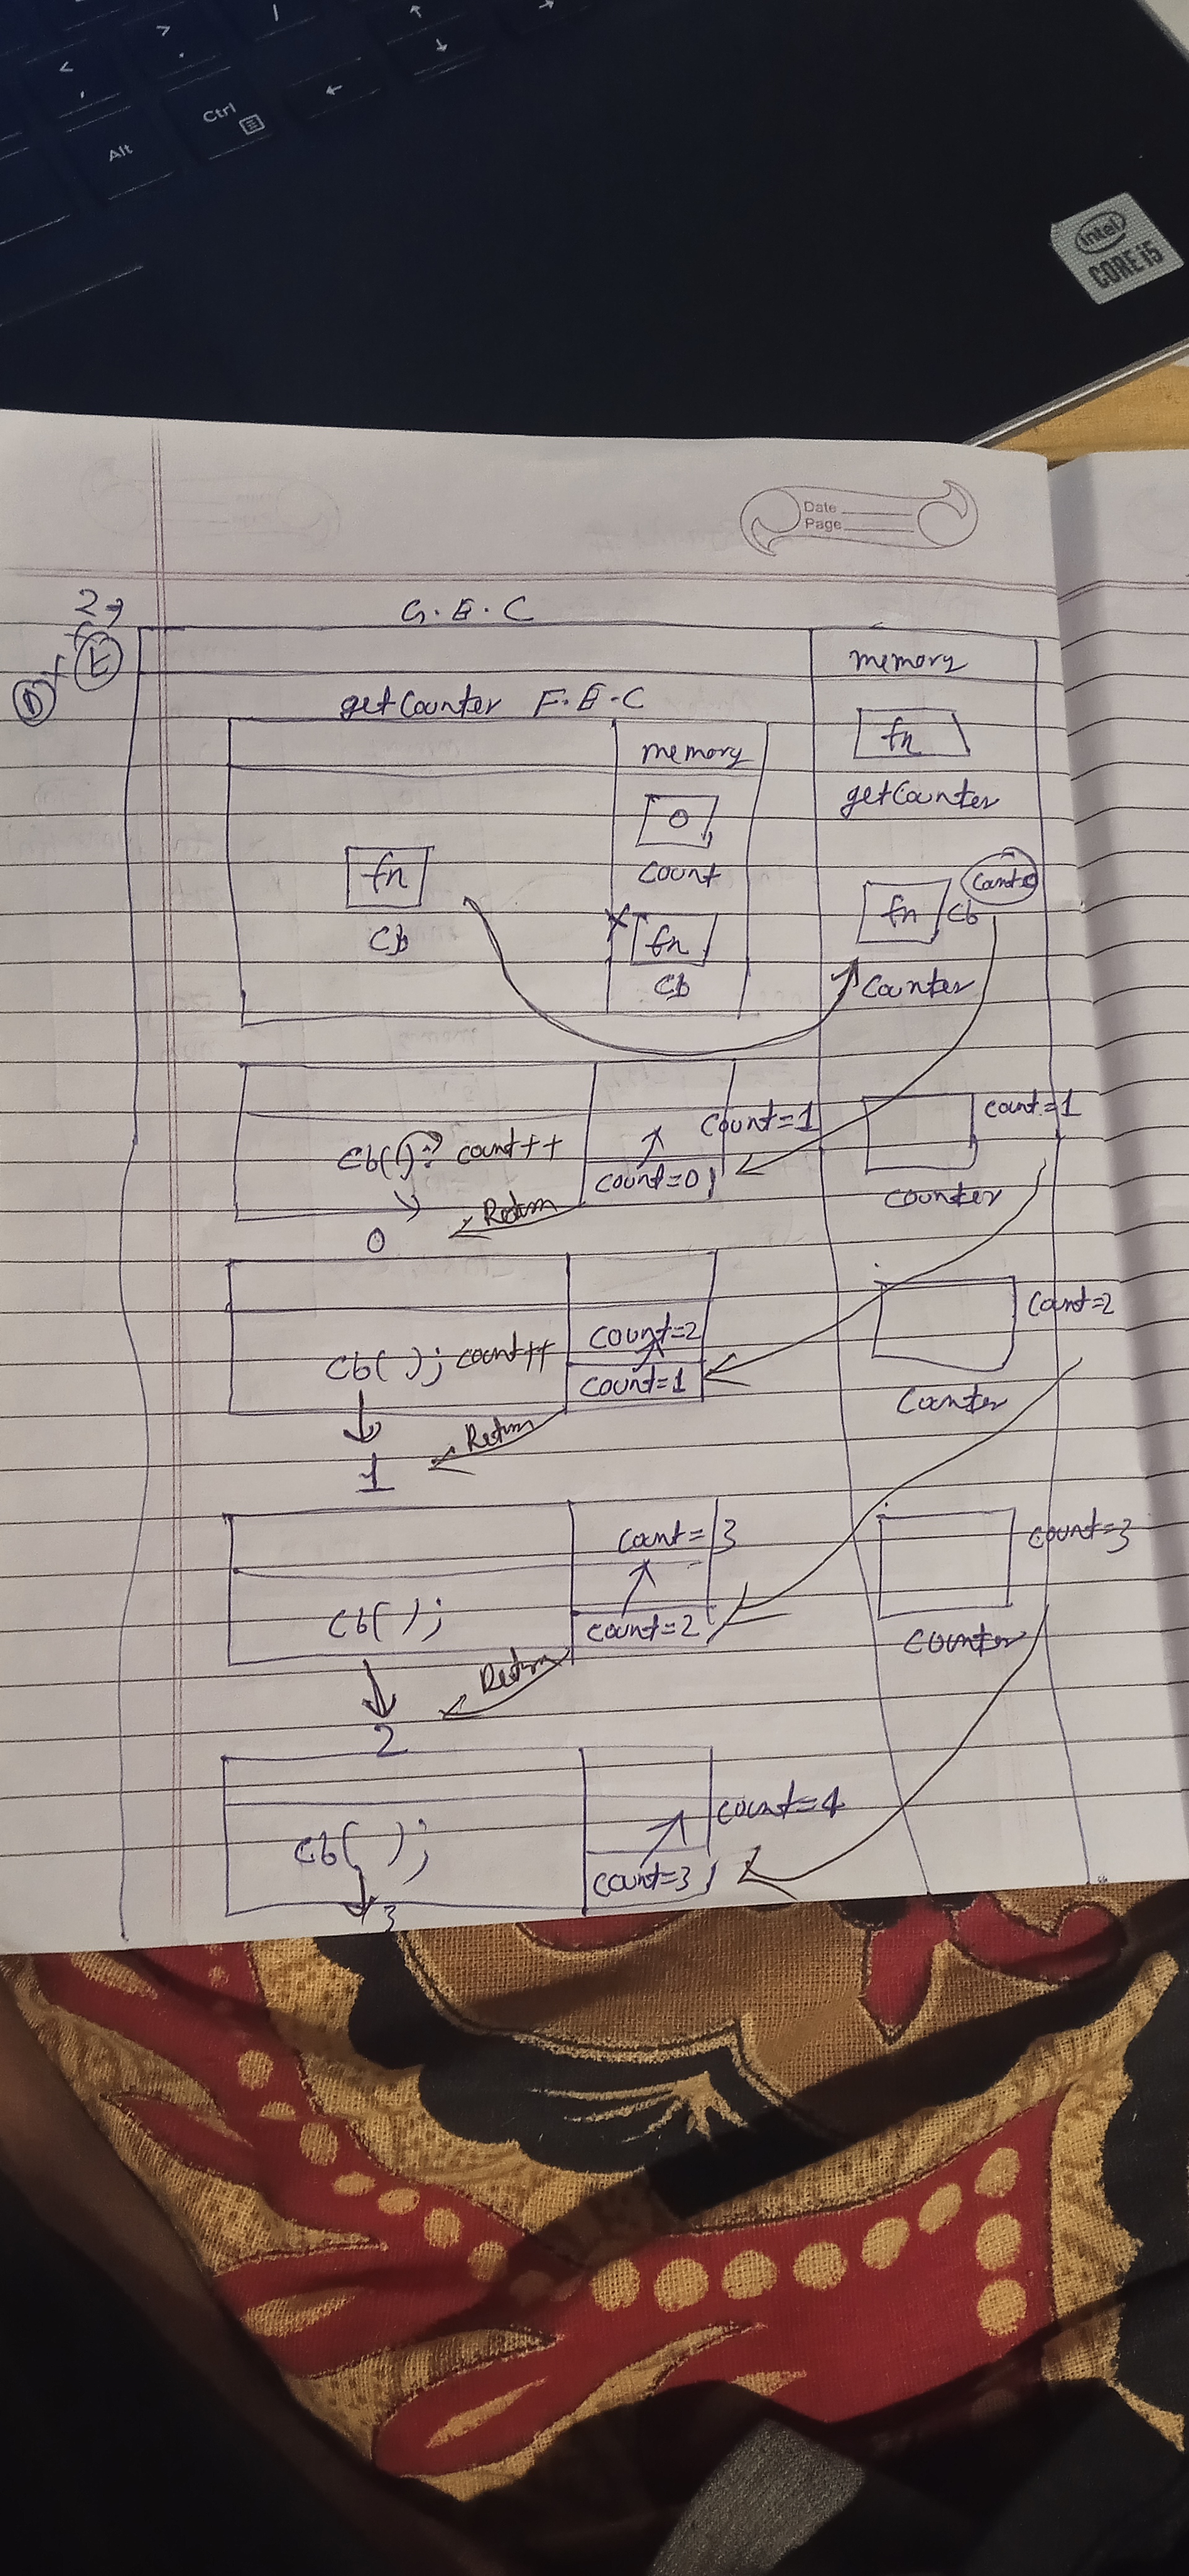 Alt
Ctrl
intel
CORE i5
Date
Page
2→
E
D
G.E.C
memory
getCounter F.E.C
fn
memory
getCounter
0
count
fn
fn
cb
cb
Counter
x
fn
cb
count=1
count=1
cb( ); count++
count=0
Counter
Return
0
count=2
count=2
cb( ); count++
count=1
Counter
Return
1
count=3
count=3
cb( );
count=2
Counter
Return
2
count=4
cb( );
count=3
3